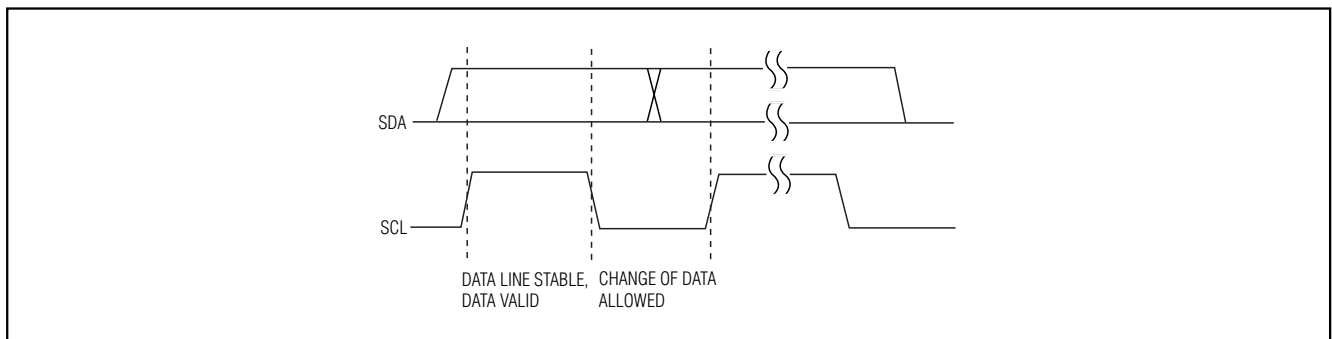 SDA
SCL
DATA LINE STABLE,
DATA VALID
CHANGE OF DATA
ALLOWED